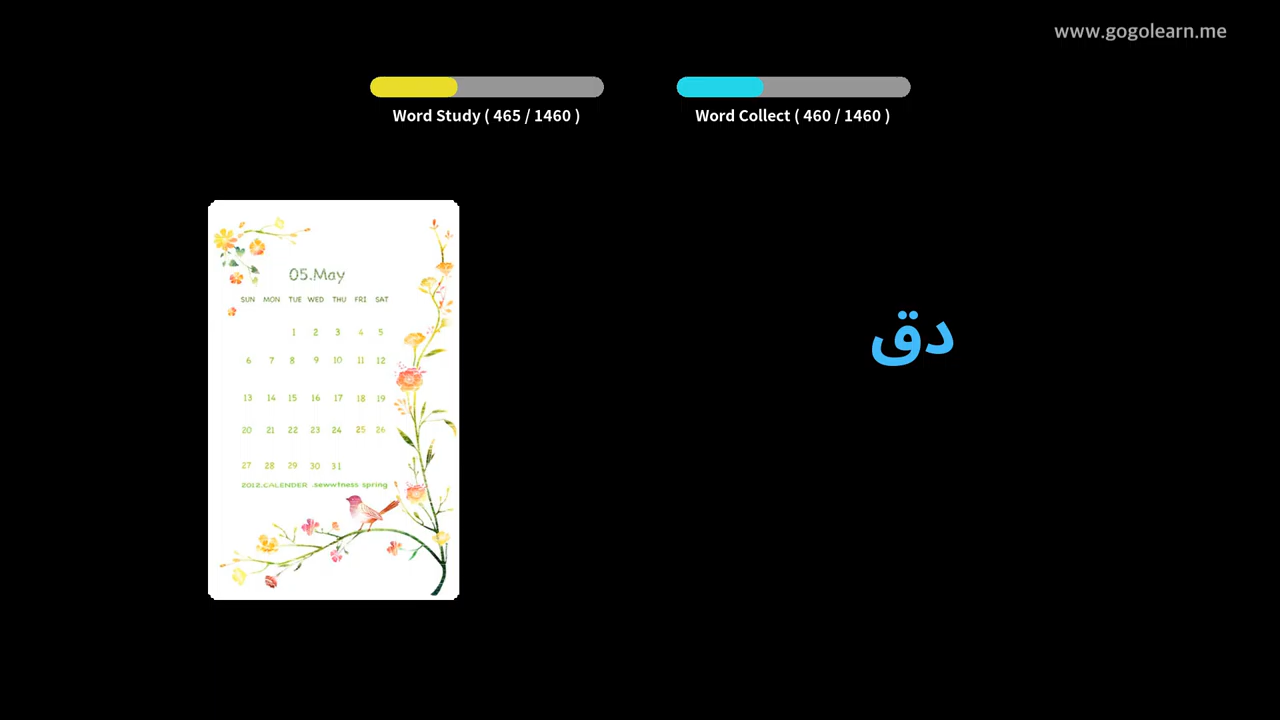 www.gogolearn.me
Word Study ( 465 / 1460 )
Word Collect ( 460 / 1460 )
05.May
SUN MON TUE WED THU FRI SAT
1 2 3 4 5
6 7 8 9 10 11 12
13 14 15 16 17 18 19
20 21 22 23 24 25 26
27 28 29 30 31
2012.CALENDER .sewwtness spring
دق